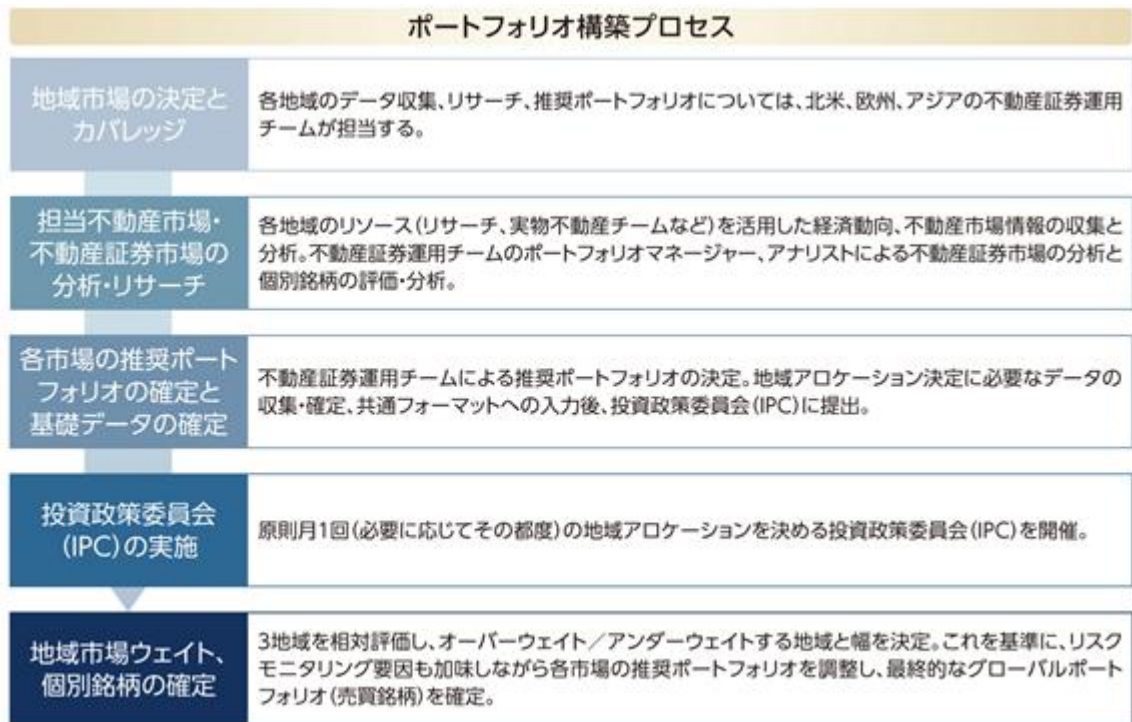 ポートフォリオ構築プロセス
地域市場の決定と
カバレッジ
各地域のデータ収集、リサーチ、推奨ポートフォリオについては、北米、欧州、アジアの不動産証券運用
チームが担当する。
担当不動産市場・
不動産証券市場の
分析・リサーチ
各地域のリソース(リサーチ、実物不動産チームなど)を活用した経済動向、不動産市場情報の収集と
分析。不動産証券運用チームのポートフォリオマネージャー、アナリストによる不動産証券市場の分析と
個別銘柄の評価・分析。
各市場の推奨ポート
フォリオの確定と
基礎データの確定
不動産証券運用チームによる推奨ポートフォリオの決定。地域アロケーション決定に必要なデータの
収集・確定、共通フォーマットへの入力後、投資政策委員会(IPC)に提出。
投資政策委員会
(IPC)の実施
原則月1回(必要に応じてその都度)の地域アロケーションを決める投資政策委員会(IPC)を開催。
地域市場ウェイト、
個別銘柄の確定
3地域を相対評価し、オーバーウェイト/アンダーウェイトする地域と幅を決定。これを基準に、リスク
モニタリング要因も加味しながら各市場の推奨ポートフォリオを調整し、最終的なグローバルポート
フォリオ(売買銘柄)を確定。